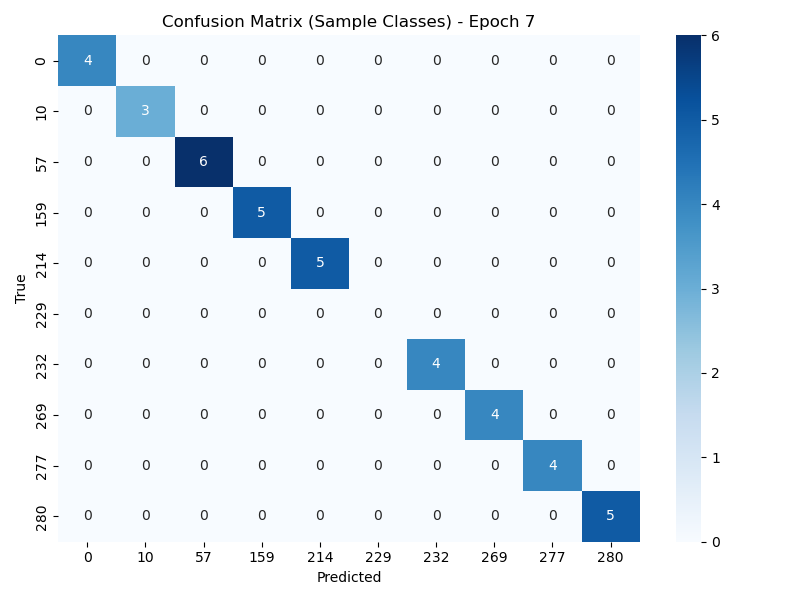 Confusion Matrix (Sample Classes) - Epoch 7
0 4 0 0 0 0 0 0 0 0 0
10 0 3 0 0 0 0 0 0 0 0
57 0 0 6 0 0 0 0 0 0 0
159 0 0 0 5 0 0 0 0 0 0
214 0 0 0 0 5 0 0 0 0 0
229 0 0 0 0 0 0 0 0 0 0
232 0 0 0 0 0 0 4 0 0 0
269 0 0 0 0 0 0 0 4 0 0
277 0 0 0 0 0 0 0 0 4 0
280 0 0 0 0 0 0 0 0 0 5
True
0 10 57 159 214 229 232 269 277 280
Predicted
6
5
4
3
2
1
0